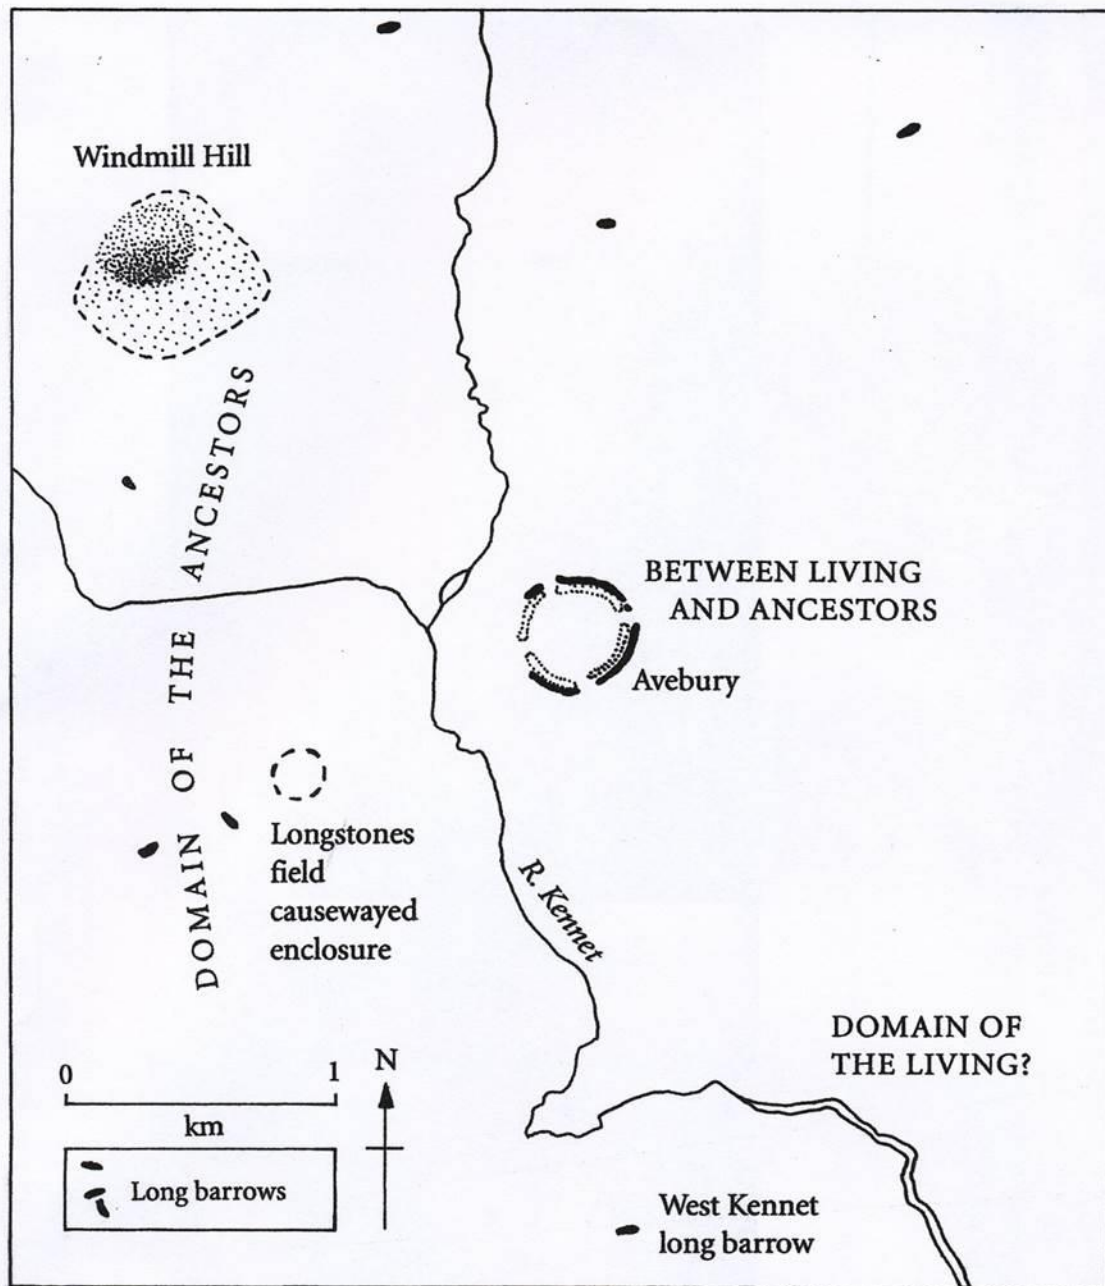 Windmill Hill
DOMAIN OF THE ANCESTORS
BETWEEN LIVING
AND ANCESTORS
Avebury
Longstones
field
causewayed
enclosure
R. Kennet
DOMAIN OF
THE LIVING?
0 1
km
N
Long barrows
West Kennet
long barrow